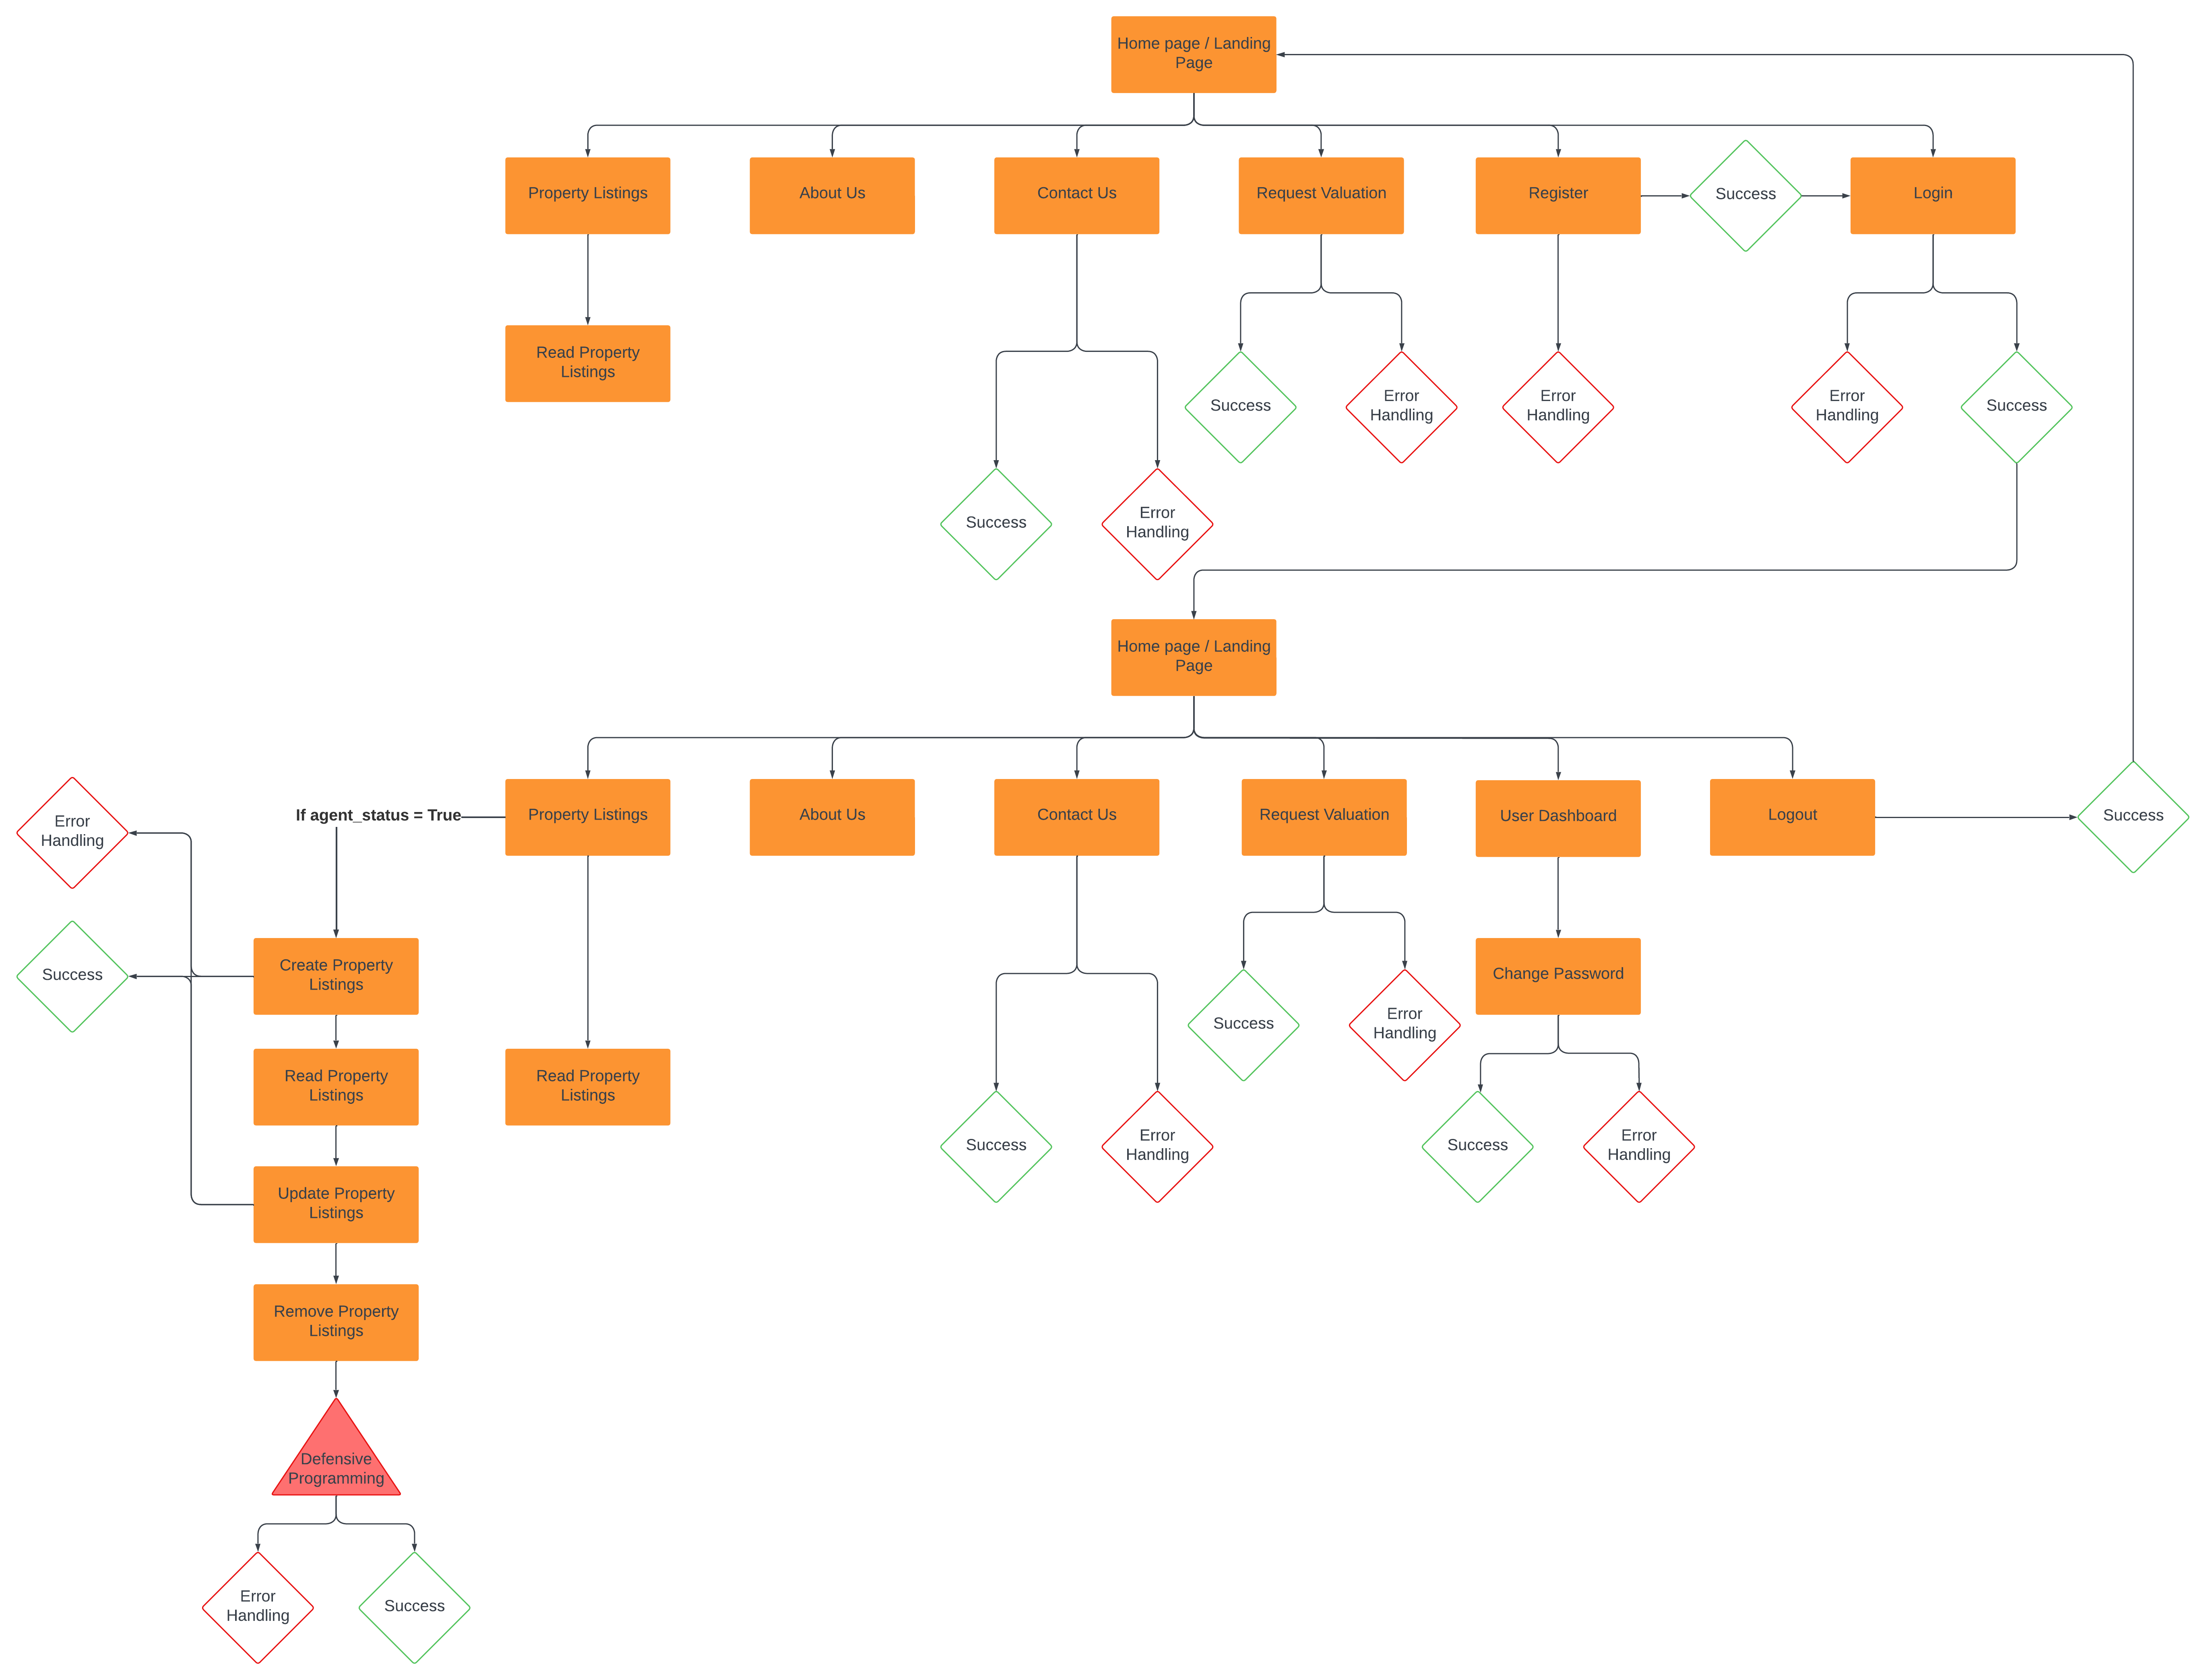 Home page / Landing
Page
Property Listings
About Us
Contact Us
Request Valuation
Register
Success
Login
Read Property
Listings
Success
Error
Handling
Error
Handling
Error
Handling
Success
Success
Error
Handling
Home page / Landing
Page
If agent_status = True
Property Listings
About Us
Contact Us
Request Valuation
User Dashboard
Logout
Success
Error
Handling
Success
Create Property
Listings
Change Password
Success
Error
Handling
Read Property
Listings
Read Property
Listings
Success
Error
Handling
Success
Error
Handling
Update Property
Listings
Remove Property
Listings
Defensive
Programming
Error
Handling
Success